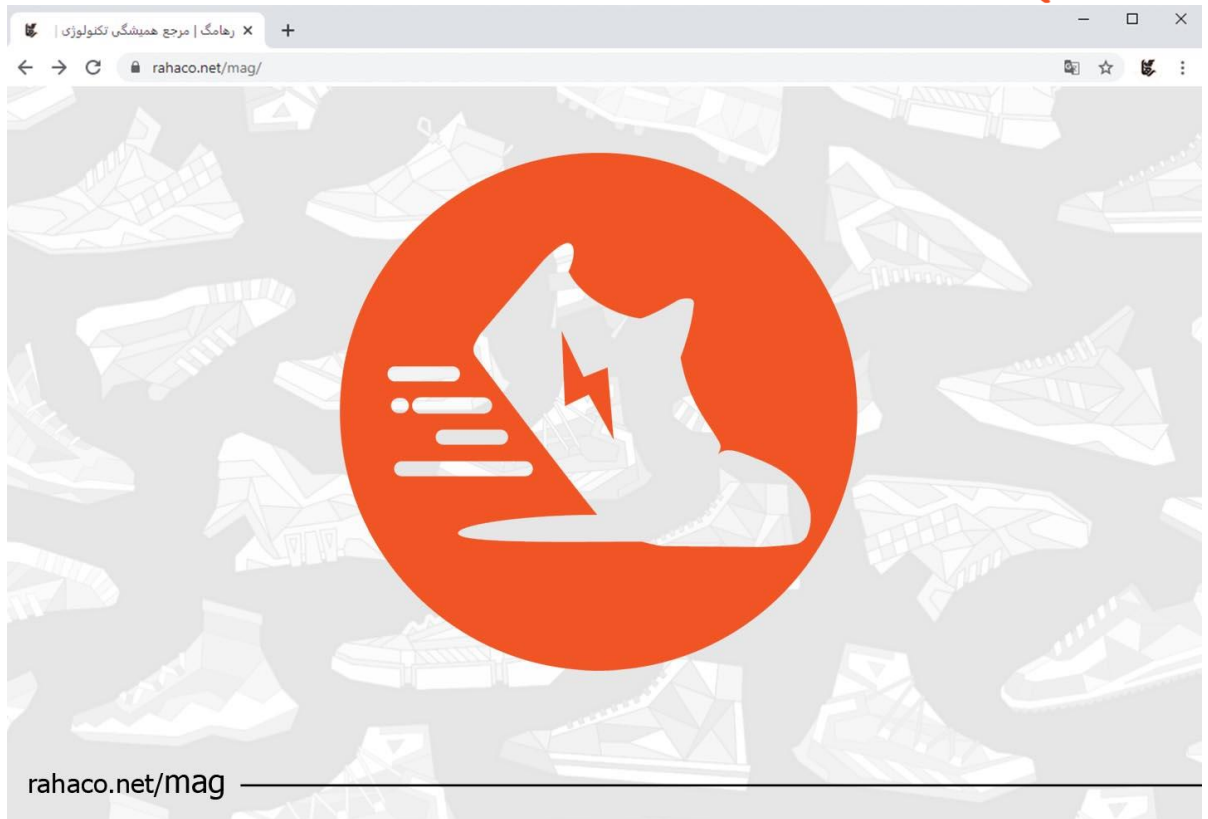 رهامگ | مرجع همیشگی تکنولوژی |
rahaco.net/mag/
rahaco.net/mag